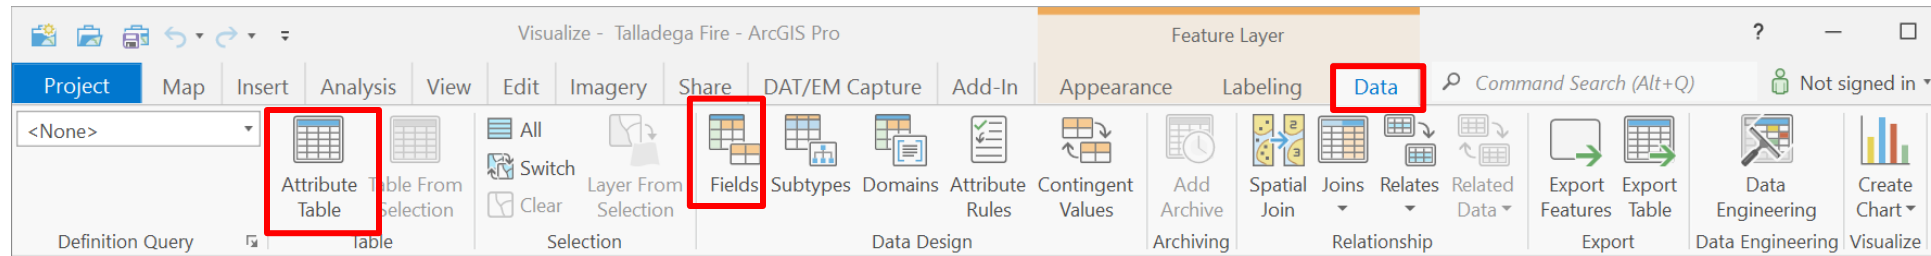 Visualize - Talladega Fire - ArcGIS Pro
Feature Layer
?
Project Map Insert Analysis View Edit Imagery Share DAT/EM Capture Add-In Appearance Labeling Data Command Search (Alt+Q) Not signed in
<None>
Attribute Table
Table From Selection
All
Switch
Clear
Layer From Selection
Fields
Subtypes
Domains
Attribute Rules
Contingent Values
Add Archive
Spatial Join
Joins
Relates
Related Data
Export Features
Export Table
Data Engineering
Create Chart
Definition Query Table Selection Data Design Archiving Relationship Export Data Engineering Visualize